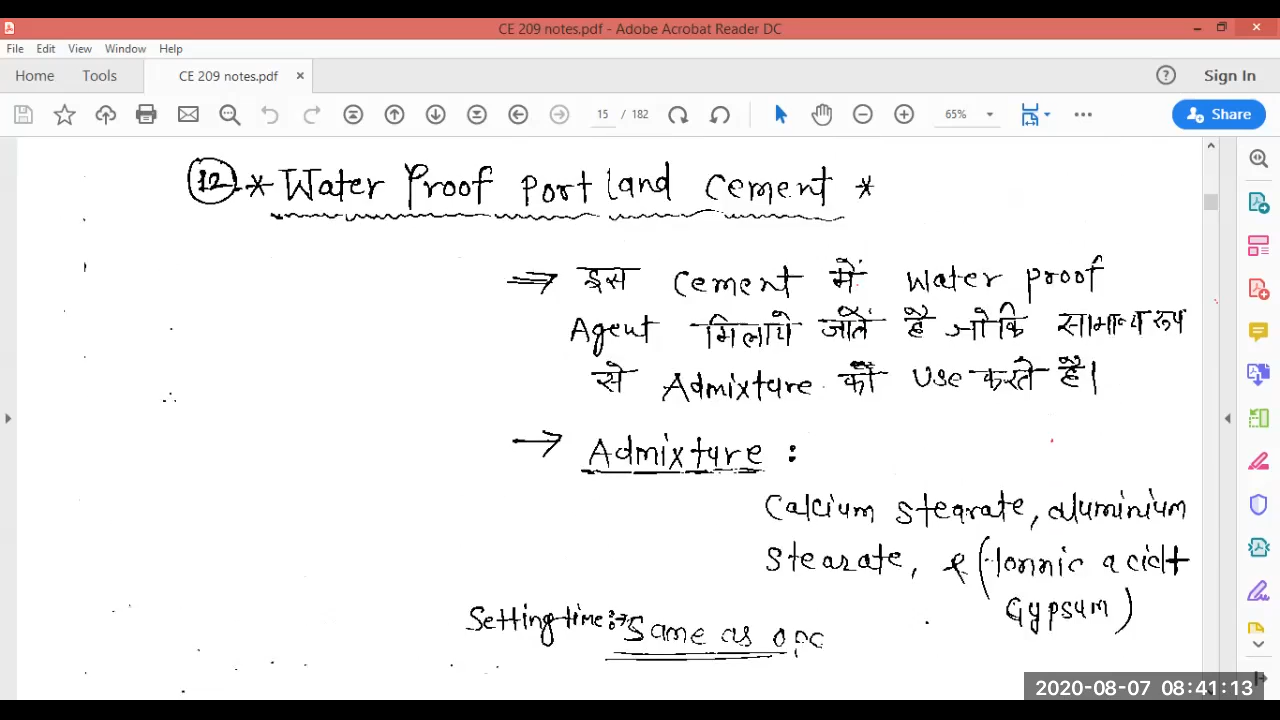 CE 209 notes.pdf - Adobe Acrobat Reader DC
File Edit View Window Help
Home Tools CE 209 notes.pdf × Sign In
15 / 182 65% Share
12 * Water Proof Portland Cement *
⇒ इस Cement में Water proof
Agent मिलाये जातें है जोकि सामान्य रूप
से Admixture को Use करते है।
→ Admixture :
Calcium stearate, aluminium
Stearate, & (Tannic acid +
Gypsum)
Setting time :→ Same as opc
2020-08-07 08:41:13